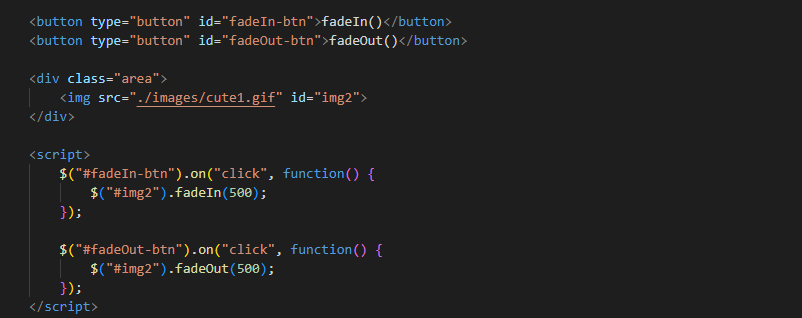 <button type="button" id="fadeIn-btn">fadeIn()</button>
<button type="button" id="fadeOut-btn">fadeOut()</button>
<div class="area">
<img src="./images/cute1.gif" id="img2">
</div>
<script>
$("#fadeIn-btn").on("click", function() {
$("#img2").fadeIn(500);
});
$("#fadeOut-btn").on("click", function() {
$("#img2").fadeOut(500);
});
</script>